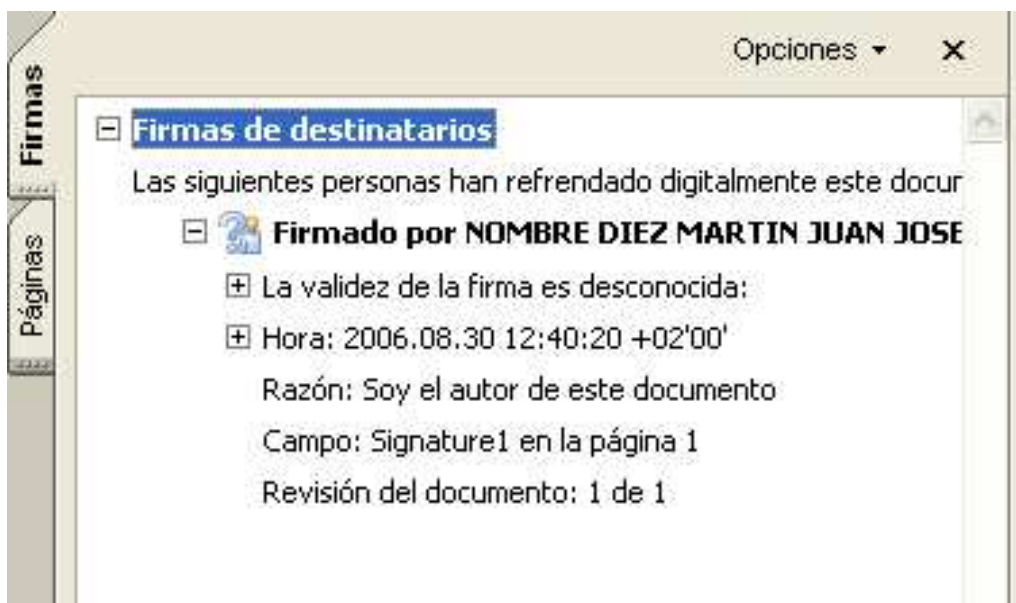 Opciones
Firmas
Páginas
Firmas de destinatarios
Las siguientes personas han refrendado digitalmente este docur
Firmado por NOMBRE DIEZ MARTIN JUAN JOSE
La validez de la firma es desconocida:
Hora: 2006.08.30 12:40:20 +02'00'
Razón: Soy el autor de este documento
Campo: Signature1 en la página 1
Revisión del documento: 1 de 1